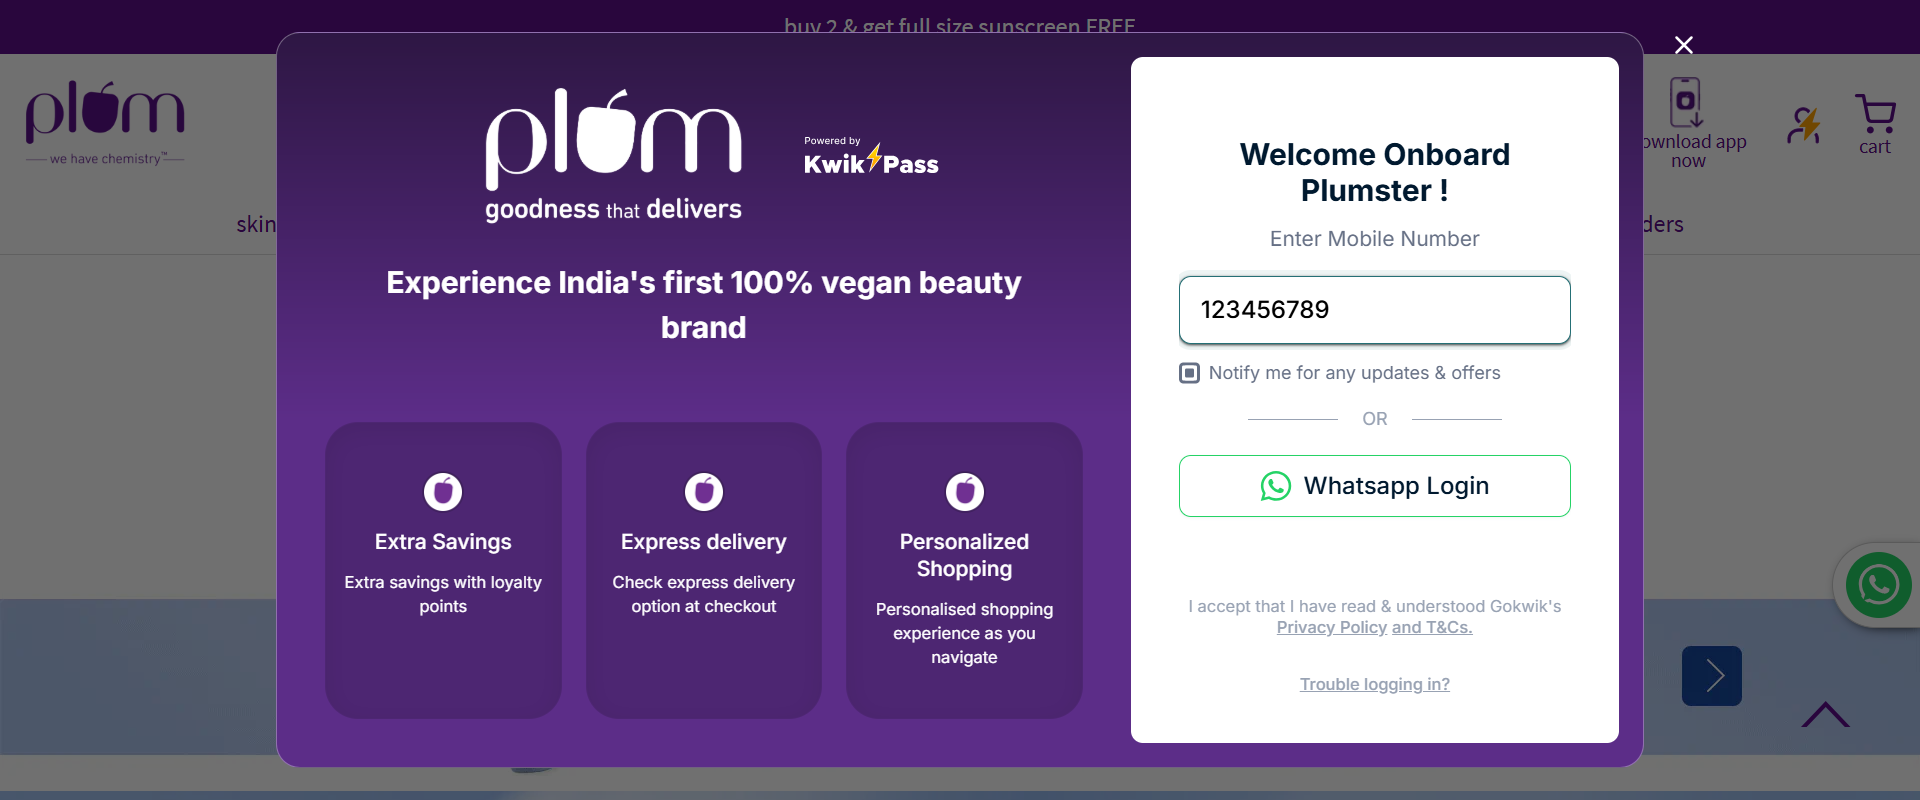 buy 2 & get full size sunscreen FREE
plum
we have chemistry™
ownload app
now
cart
skin
ders
plum
goodness that delivers
Powered by
Kwik Pass
Experience India's first 100% vegan beauty
brand
Extra Savings
Extra savings with loyalty
points
Express delivery
Check express delivery
option at checkout
Personalized
Shopping
Personalised shopping
experience as you
navigate
Welcome Onboard
Plumster !
Enter Mobile Number
123456789
Notify me for any updates & offers
OR
Whatsapp Login
I accept that I have read & understood Gokwik's
Privacy Policy and T&Cs.
Trouble logging in?